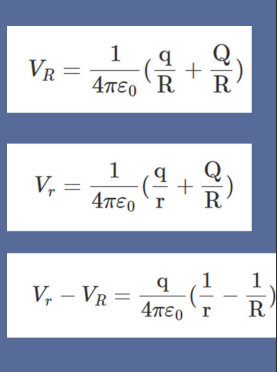 V_R = \frac{1}{4\pi\varepsilon_0}(\frac{q}{R} + \frac{Q}{R})
V_r = \frac{1}{4\pi\varepsilon_0}(\frac{q}{r} + \frac{Q}{R})
V_r - V_R = \frac{q}{4\pi\varepsilon_0}(\frac{1}{r} - \frac{1}{R})